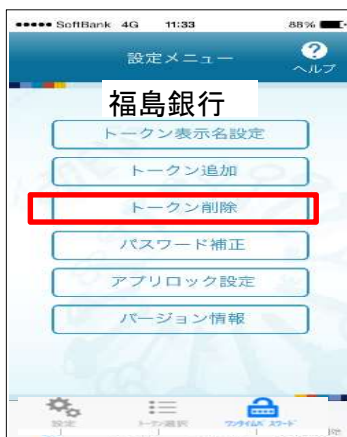 ●●●●● SoftBank 4G 11:33 88%
設定メニュー
?
ヘルプ
福島銀行
トークン表示名設定
トークン追加
トークン削除
パスワード補正
アプリロック設定
バージョン情報
設定 トークン選択 ワンタイムパスワード